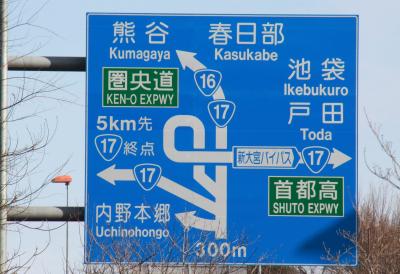 熊谷
Kumagaya
春日部
Kasukabe
圏央道
KEN-O EXPWY
16
17
池袋
Ikebukuro
戸田
Toda
5km先
17 終点
17
新大宮バイパス 17
首都高
SHUTO EXPWY
内野本郷
Uchinohongo
300m